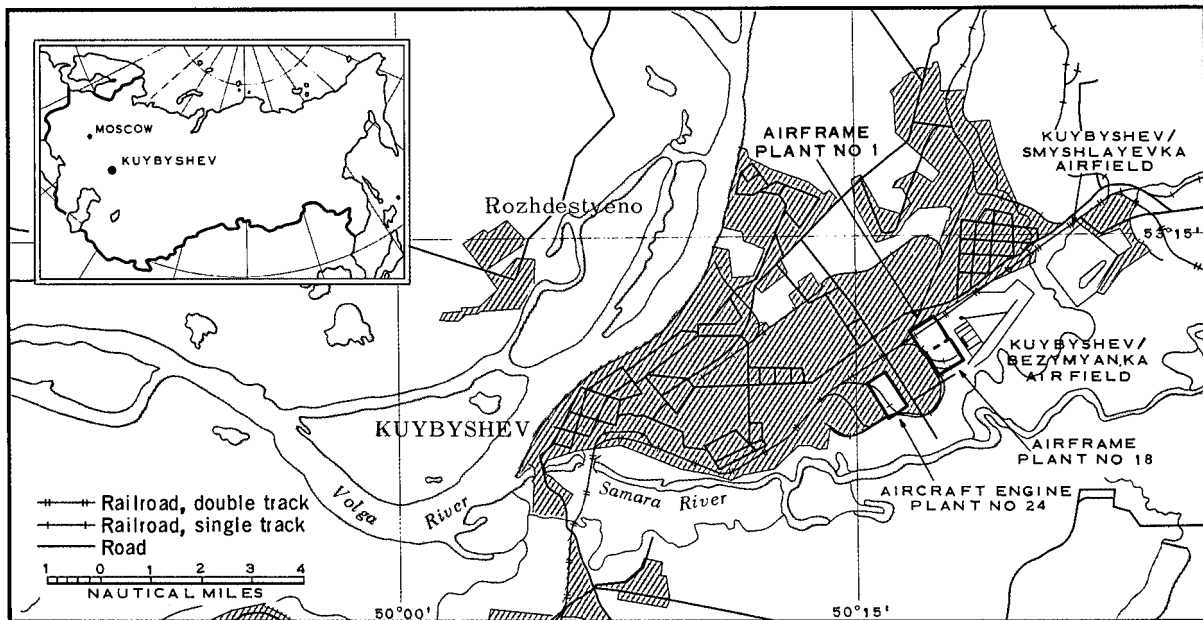 MOSCOW
KUYBYSHEV
AIRFRAME
PLANT NO 1
KUYBYSHEV/
SMYSHLAYEVKA
AIRFIELD
Rozhdestveno
53°15'
KUYBYSHEV/
BEZYMYANKA
AIRFIELD
KUYBYSHEV
AIRFRAME
PLANT NO 18
AIRCRAFT ENGINE
PLANT NO 24
Volga River
Samara River
Railroad, double track
Railroad, single track
Road
1 0 1 2 3 4
NAUTICAL MILES
50°00'
50°15'